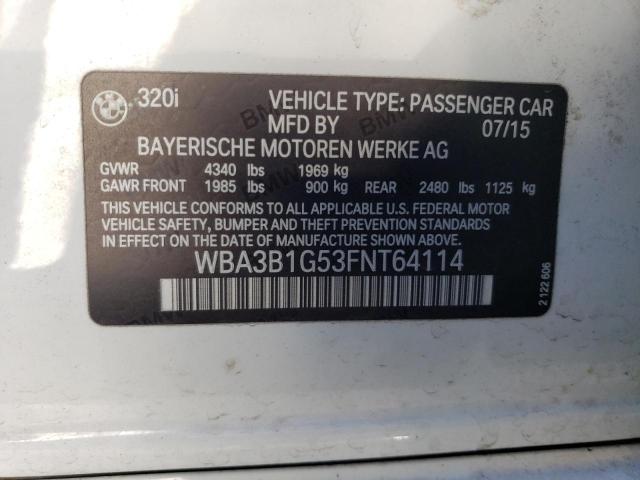 320i VEHICLE TYPE: PASSENGER CAR
MFD BY 07/15
BAYERISCHE MOTOREN WERKE AG
GVWR 4340 lbs 1969 kg
GAWR FRONT 1985 lbs 900 kg REAR 2480 lbs 1125 kg
THIS VEHICLE CONFORMS TO ALL APPLICABLE U.S. FEDERAL MOTOR
VEHICLE SAFETY, BUMPER AND THEFT PREVENTION STANDARDS
IN EFFECT ON THE DATE OF MANUFACTURE SHOWN ABOVE.
WBA3B1G53FNT64114
2 122 606